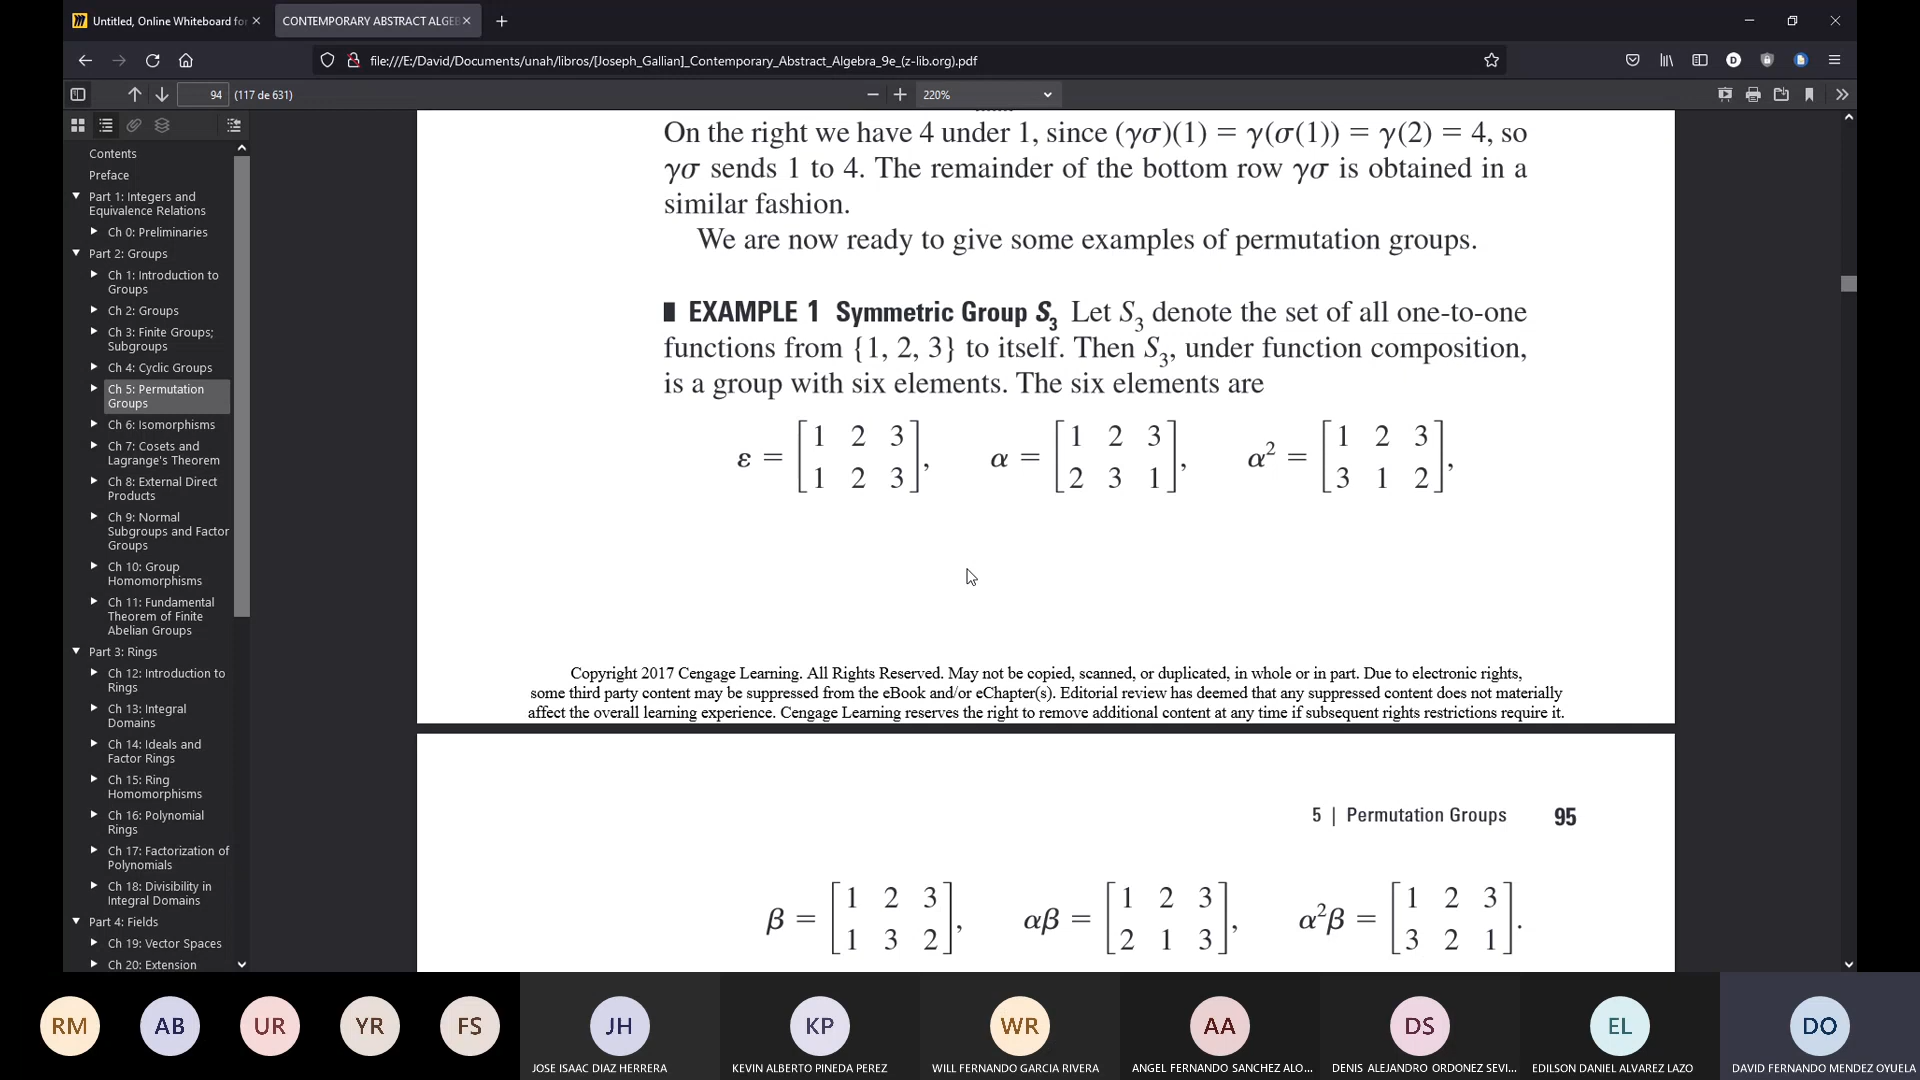 Untitled, Online Whiteboard for
CONTEMPORARY ABSTRACT ALGEB
file:///E:/David/Documents/unah/libros/[Joseph_Gallian]_Contemporary_Abstract_Algebra_9e_(z-lib.org).pdf
94 (117 de 631)
220%
Contents
Preface
Part 1: Integers and
Equivalence Relations
Ch 0: Preliminaries
Part 2: Groups
Ch 1: Introduction to
Groups
Ch 2: Groups
Ch 3: Finite Groups;
Subgroups
Ch 4: Cyclic Groups
Ch 5: Permutation
Groups
Ch 6: Isomorphisms
Ch 7: Cosets and
Lagrange's Theorem
Ch 8: External Direct
Products
Ch 9: Normal
Subgroups and Factor
Groups
Ch 10: Group
Homomorphisms
Ch 11: Fundamental
Theorem of Finite
Abelian Groups
Part 3: Rings
Ch 12: Introduction to
Rings
Ch 13: Integral
Domains
Ch 14: Ideals and
Factor Rings
Ch 15: Ring
Homomorphisms
Ch 16: Polynomial
Rings
Ch 17: Factorization of
Polynomials
Ch 18: Divisibility in
Integral Domains
Part 4: Fields
Ch 19: Vector Spaces
Ch 20: Extension
On the right we have 4 under 1, since (γσ)(1) = γ(σ(1)) = γ(2) = 4, so
γσ sends 1 to 4. The remainder of the bottom row γσ is obtained in a
similar fashion.
We are now ready to give some examples of permutation groups.
EXAMPLE 1 Symmetric Group S₃ Let S₃ denote the set of all one-to-one
functions from {1, 2, 3} to itself. Then S₃, under function composition,
is a group with six elements. The six elements are
ε = [1 2 3 / 1 2 3], α = [1 2 3 / 2 3 1], α² = [1 2 3 / 3 1 2],
Copyright 2017 Cengage Learning. All Rights Reserved. May not be copied, scanned, or duplicated, in whole or in part. Due to electronic rights,
some third party content may be suppressed from the eBook and/or eChapter(s). Editorial review has deemed that any suppressed content does not materially
affect the overall learning experience. Cengage Learning reserves the right to remove additional content at any time if subsequent rights restrictions require it.
5 | Permutation Groups 95
β = [1 2 3 / 1 3 2], αβ = [1 2 3 / 2 1 3], α²β = [1 2 3 / 3 2 1].
RM AB UR YR FS JH KP WR AA DS EL DO
JOSE ISAAC DIAZ HERRERA
KEVIN ALBERTO PINEDA PEREZ
WILL FERNANDO GARCIA RIVERA
ANGEL FERNANDO SANCHEZ ALO...
DENIS ALEJANDRO ORDONEZ SEVI...
EDILSON DANIEL ALVAREZ LAZO
DAVID FERNANDO MENDEZ OYUELA